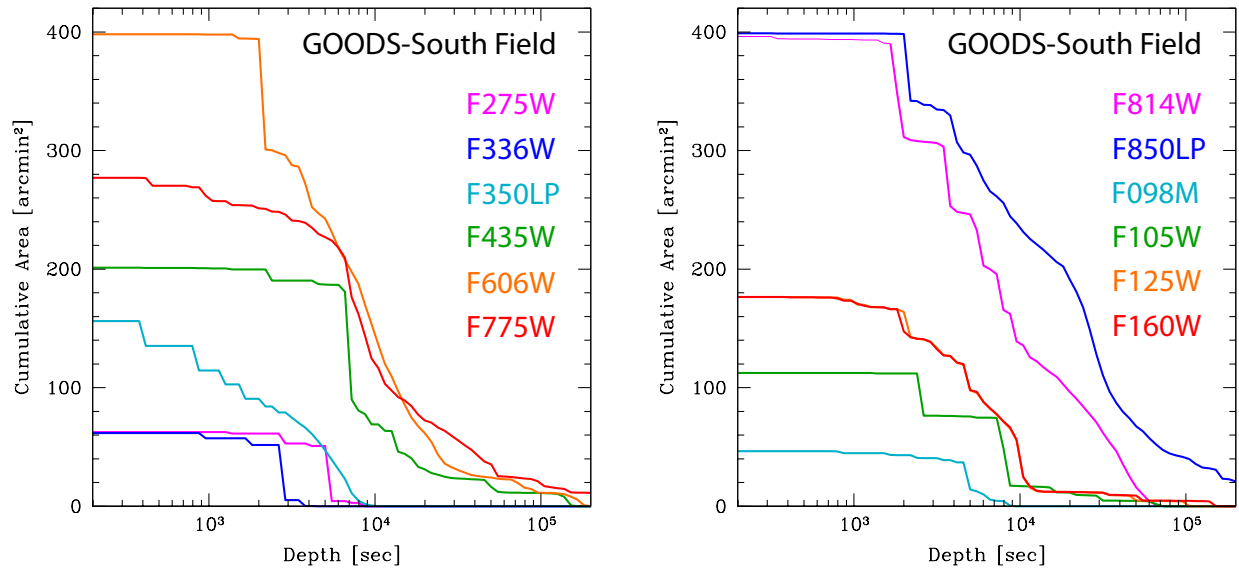 GOODS-South Field
F275W
F336W
F350LP
F435W
F606W
F775W
Cumulative Area [arcmin²]
400
300
200
100
0
10³
10⁴
10⁵
Depth [sec]
GOODS-South Field
F814W
F850LP
F098M
F105W
F125W
F160W
Cumulative Area [arcmin²]
400
300
200
100
0
10³
10⁴
10⁵
Depth [sec]